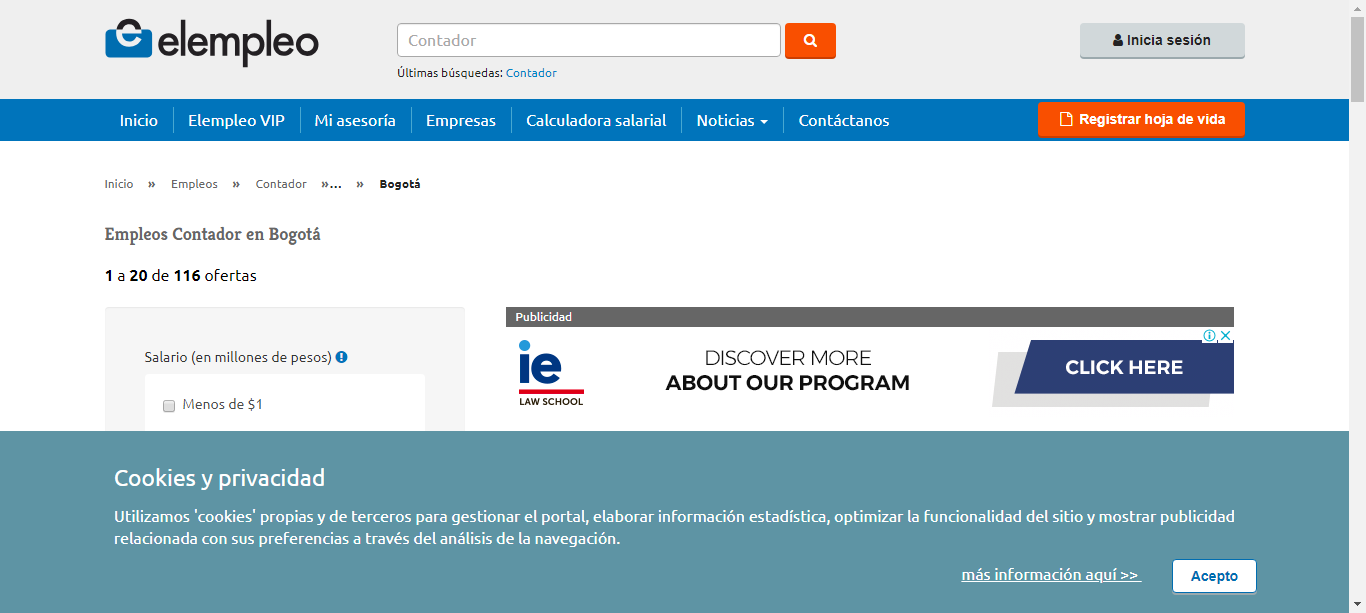 elempleo
Contador
Inicia sesión
Últimas búsquedas: Contador
Inicio Elempleo VIP Mi asesoría Empresas Calculadora salarial Noticias Contáctanos Registrar hoja de vida
Inicio » Empleos » Contador »... » Bogotá
Empleos Contador en Bogotá
1 a 20 de 116 ofertas
Salario (en millones de pesos)
Menos de $1
Publicidad
ie
LAW SCHOOL
DISCOVER MORE
ABOUT OUR PROGRAM
CLICK HERE
Cookies y privacidad
Utilizamos 'cookies' propias y de terceros para gestionar el portal, elaborar información estadística, optimizar la funcionalidad del sitio y mostrar publicidad
relacionada con sus preferencias a través del análisis de la navegación.
más información aquí >>
Acepto